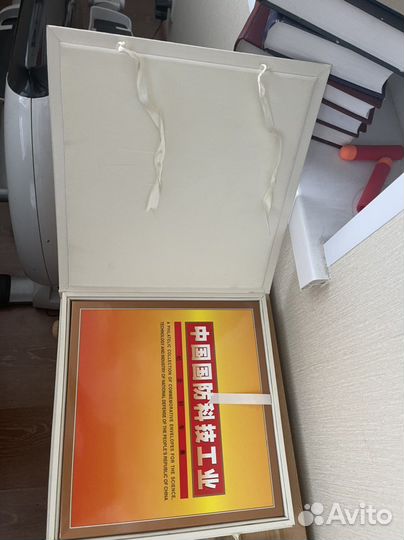 中国国防科技工业
A PHILATELIC COLLECTION OF COMMEMORATIVE ENVELOPES FOR THE SCIENCE,
TECHNOLOGY AND INDUSTRY OF NATIONAL DEFENSE OF THE PEOPLE'S REPUBLIC OF CHINA
Avito